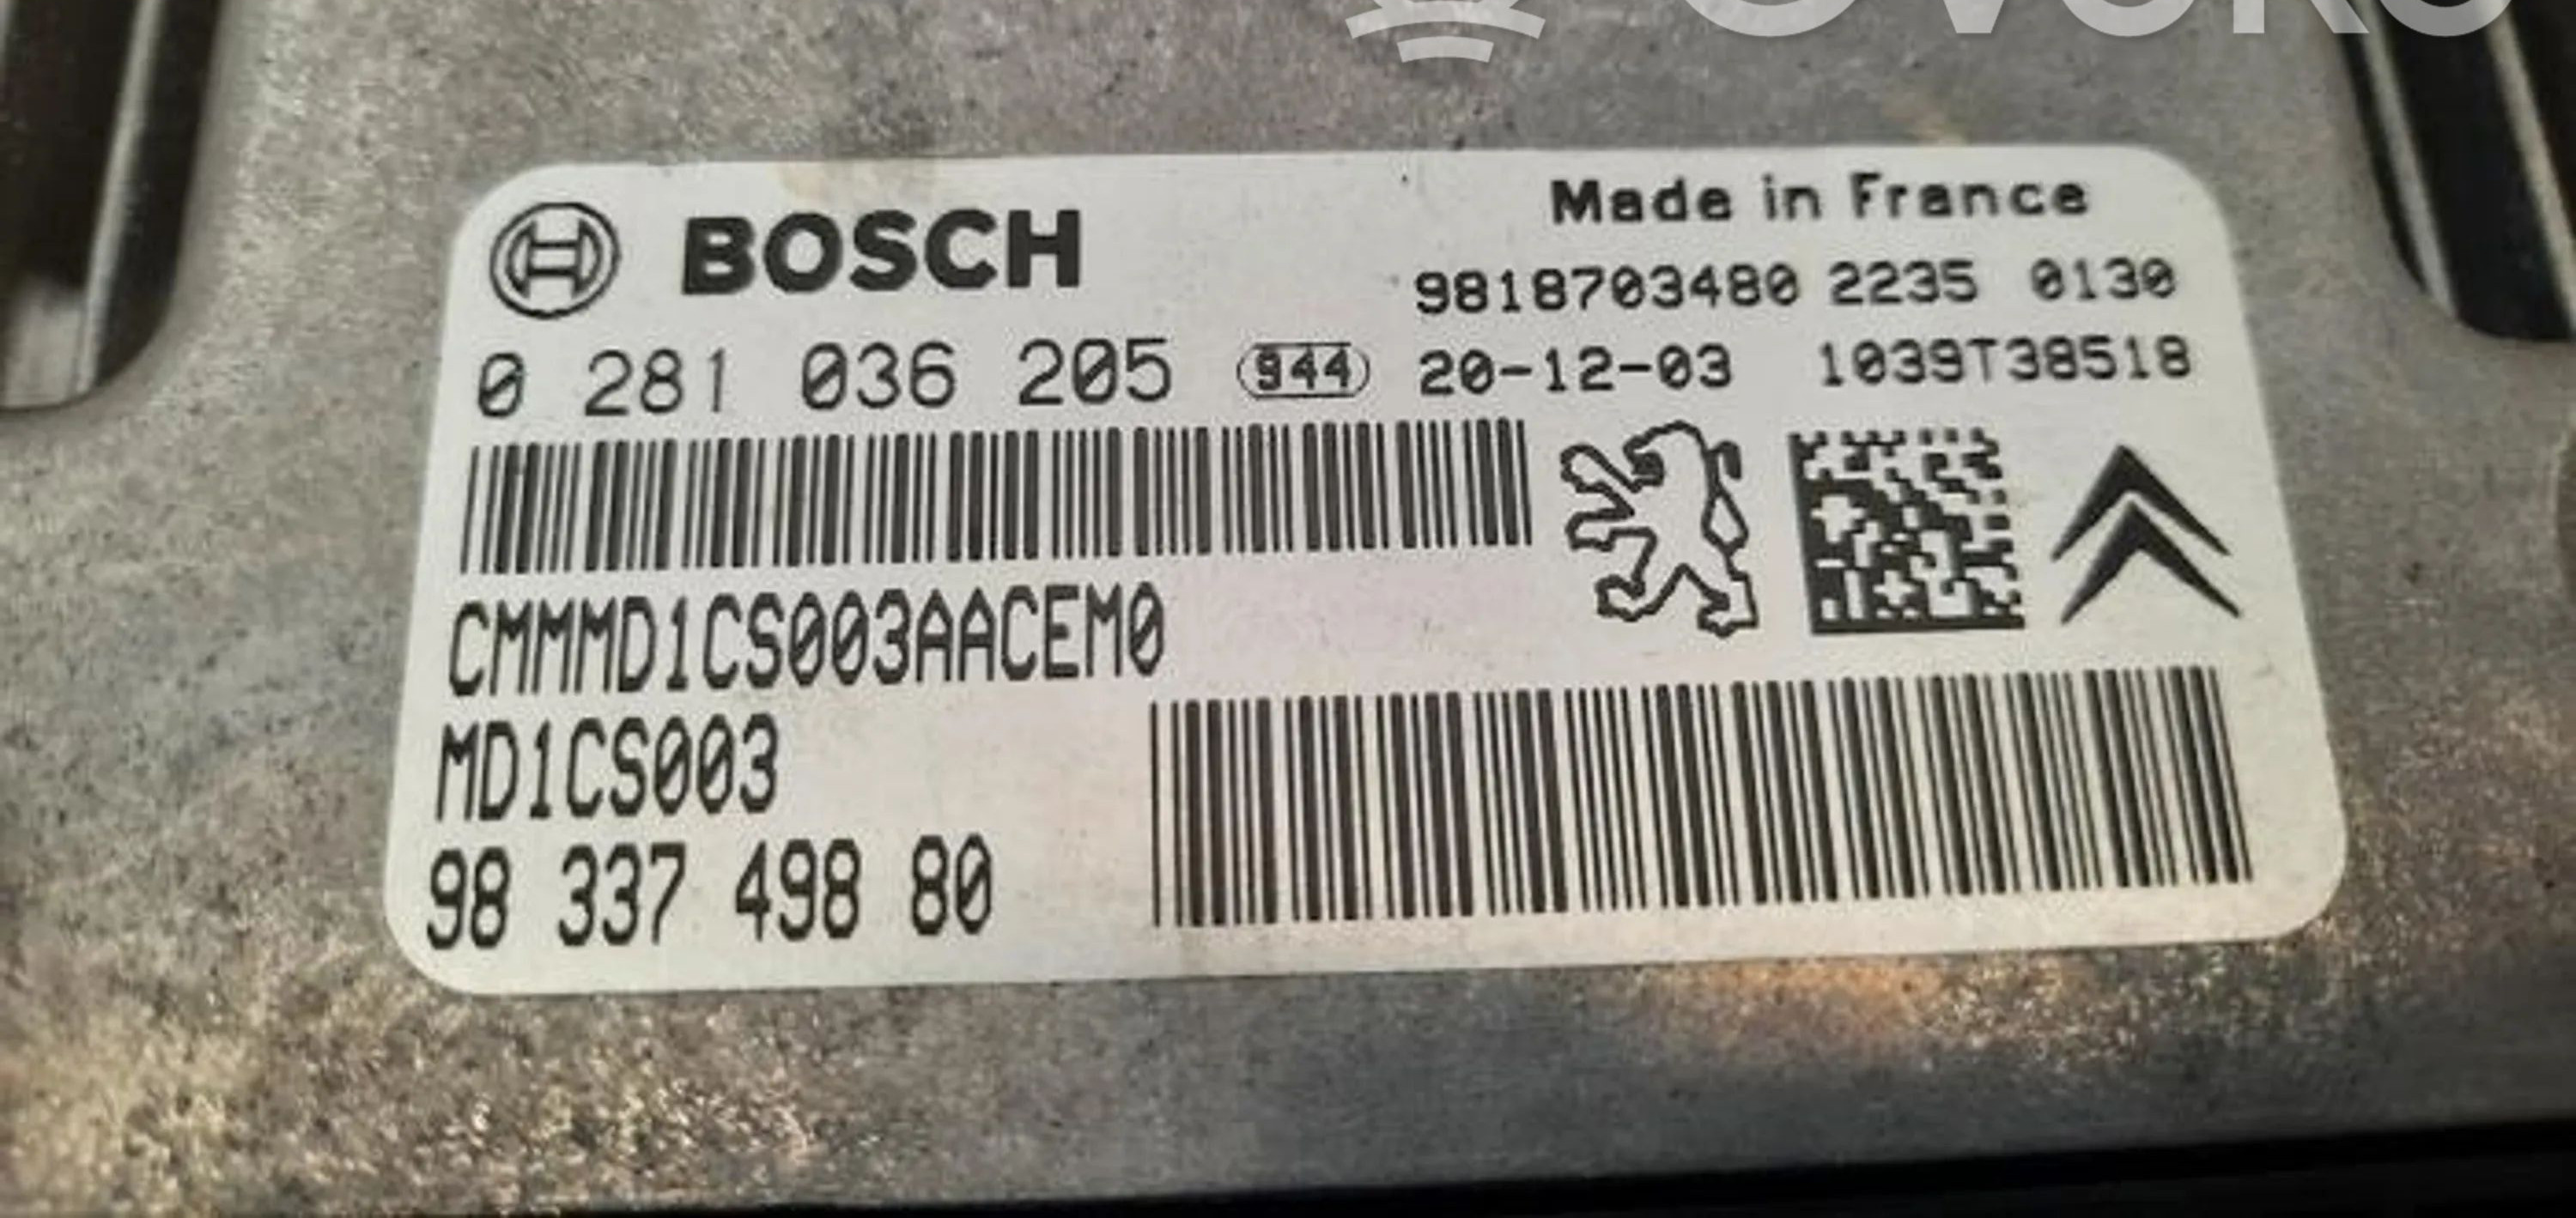 BOSCH
Made in France
9818703480 2235 0130
0 281 036 205 944 20-12-03 1039T38518
CMMMD1CS003AACEM0
MD1CS003
98 337 498 80